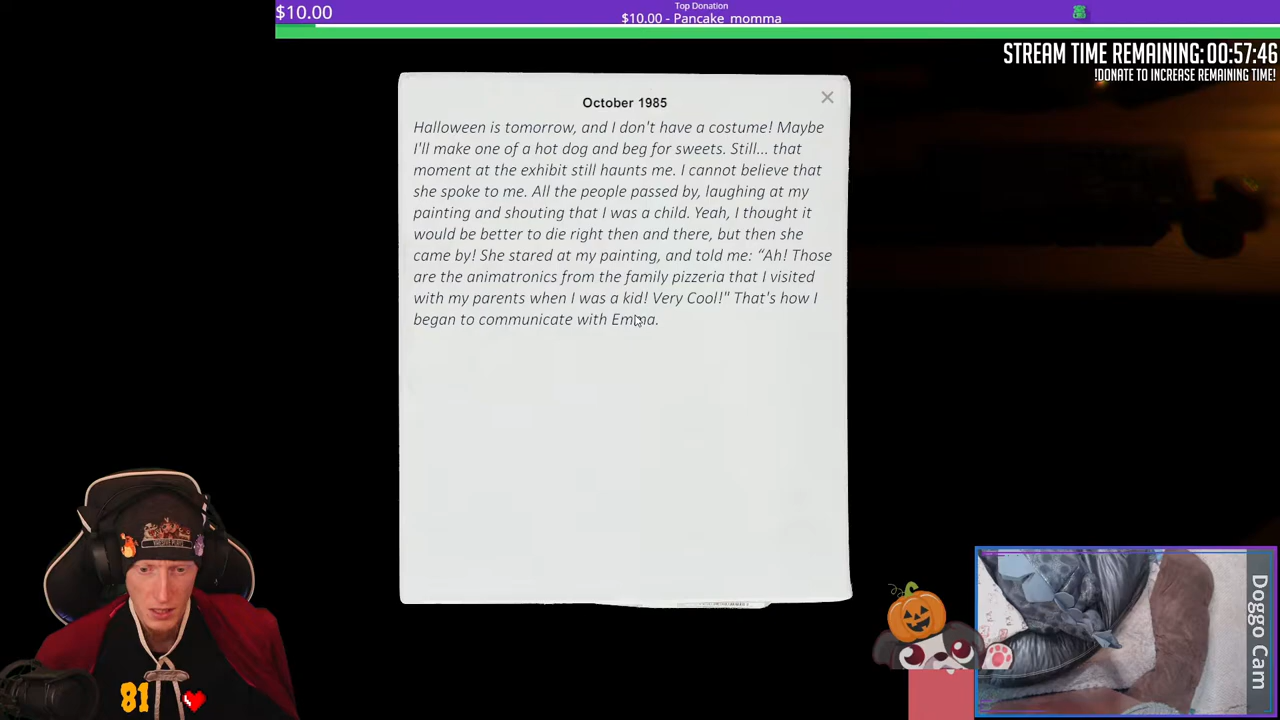 $10.00
Top Donation
$10.00 - Pancake momma
STREAM TIME REMAINING: 00:57:46
!DONATE TO INCREASE REMAINING TIME!
October 1985
Halloween is tomorrow, and I don't have a costume! Maybe
I'll make one of a hot dog and beg for sweets. Still... that
moment at the exhibit still haunts me. I cannot believe that
she spoke to me. All the people passed by, laughing at my
painting and shouting that I was a child. Yeah, I thought it
would be better to die right then and there, but then she
came by! She stared at my painting, and told me: “Ah! Those
are the animatronics from the family pizzeria that I visited
with my parents when I was a kid! Very Cool!" That's how I
began to communicate with Emma.
81
Doggo Cam